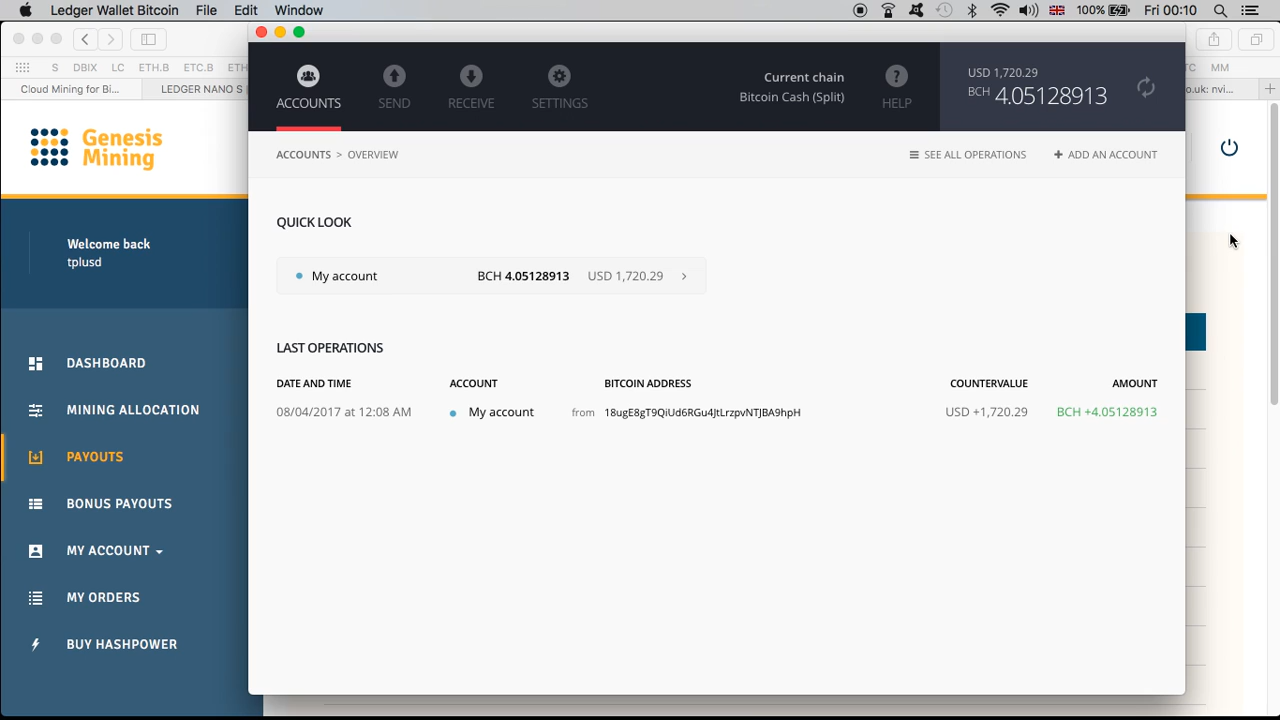 Ledger Wallet Bitcoin File Edit Window 100% Fri 00:10
S DBIX LC ETH.B ETC.B ETH TC MM
Cloud Mining for Bi... LEDGER NANO S o.uk: nvi...
ACCOUNTS SEND RECEIVE SETTINGS
Current chain
Bitcoin Cash (Split)
? HELP
USD 1,720.29
BCH 4.05128913
Genesis
Mining
ACCOUNTS > OVERVIEW SEE ALL OPERATIONS + ADD AN ACCOUNT
Welcome back
tplusd
DASHBOARD
MINING ALLOCATION
PAYOUTS
BONUS PAYOUTS
MY ACCOUNT
MY ORDERS
BUY HASHPOWER
QUICK LOOK
My account BCH 4.05128913 USD 1,720.29 >
LAST OPERATIONS
DATE AND TIME ACCOUNT BITCOIN ADDRESS COUNTERVALUE AMOUNT
08/04/2017 at 12:08 AM My account from 18ugE8gT9QiUd6RGu4JtLrzpvNTJBA9hpH USD +1,720.29 BCH +4.05128913